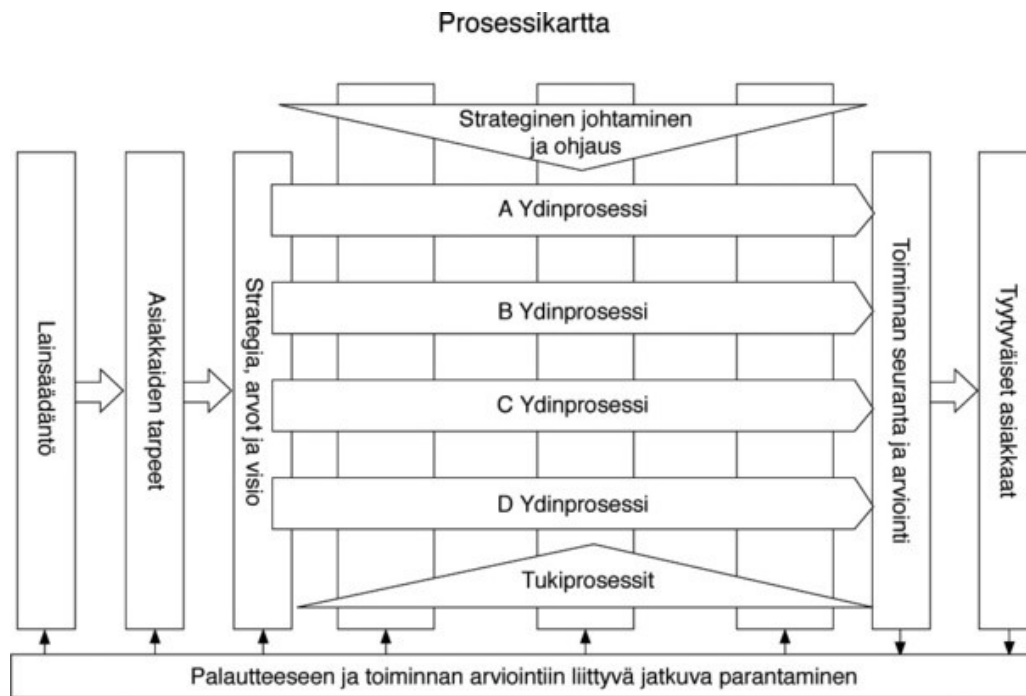 Prosessikartta
Strateginen johtaminen
ja ohjaus
A Ydinprosessi
B Ydinprosessi
C Ydinprosessi
D Ydinprosessi
Tukiprosessit
Lainsäädäntö
Asiakkaiden tarpeet
Strategia, arvot ja visio
Toiminnan seuranta ja arviointi
Tyytyväiset asiakkaat
Palautteeseen ja toiminnan arviointiin liittyvä jatkuva parantaminen